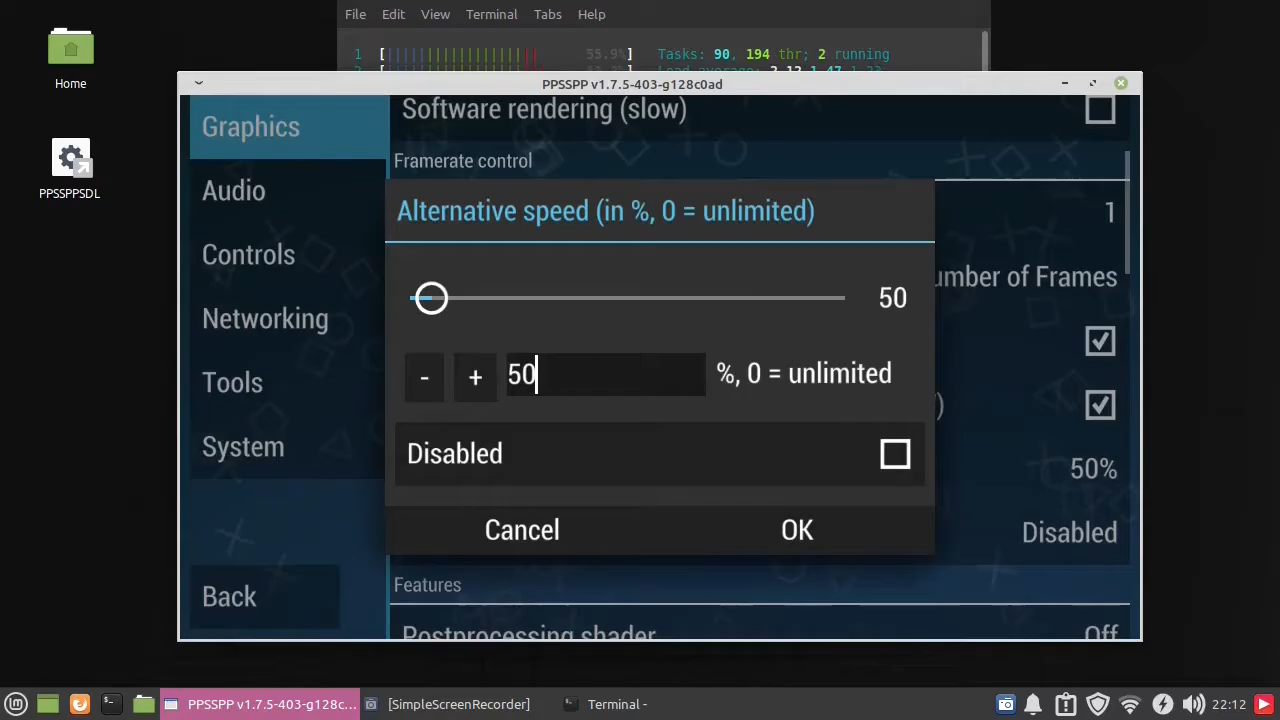 File Edit View Terminal Tabs Help
1 [||||||||||||||||||||| 55.9%] Tasks: 90, 194 thr; 2 running
Home
PPSSPPSDL
PPSSPP v1.7.5-403-g128c0ad
Graphics
Audio
Controls
Networking
Tools
System
Back
Software rendering (slow)
Framerate control
1
umber of Frames
)
50%
Disabled
Features
Postprocessing shader Off
Alternative speed (in %, 0 = unlimited)
50
- + 50 %, 0 = unlimited
Disabled
Cancel OK
PPSSPP v1.7.5-403-g128c... [SimpleScreenRecorder] Terminal - 22:12